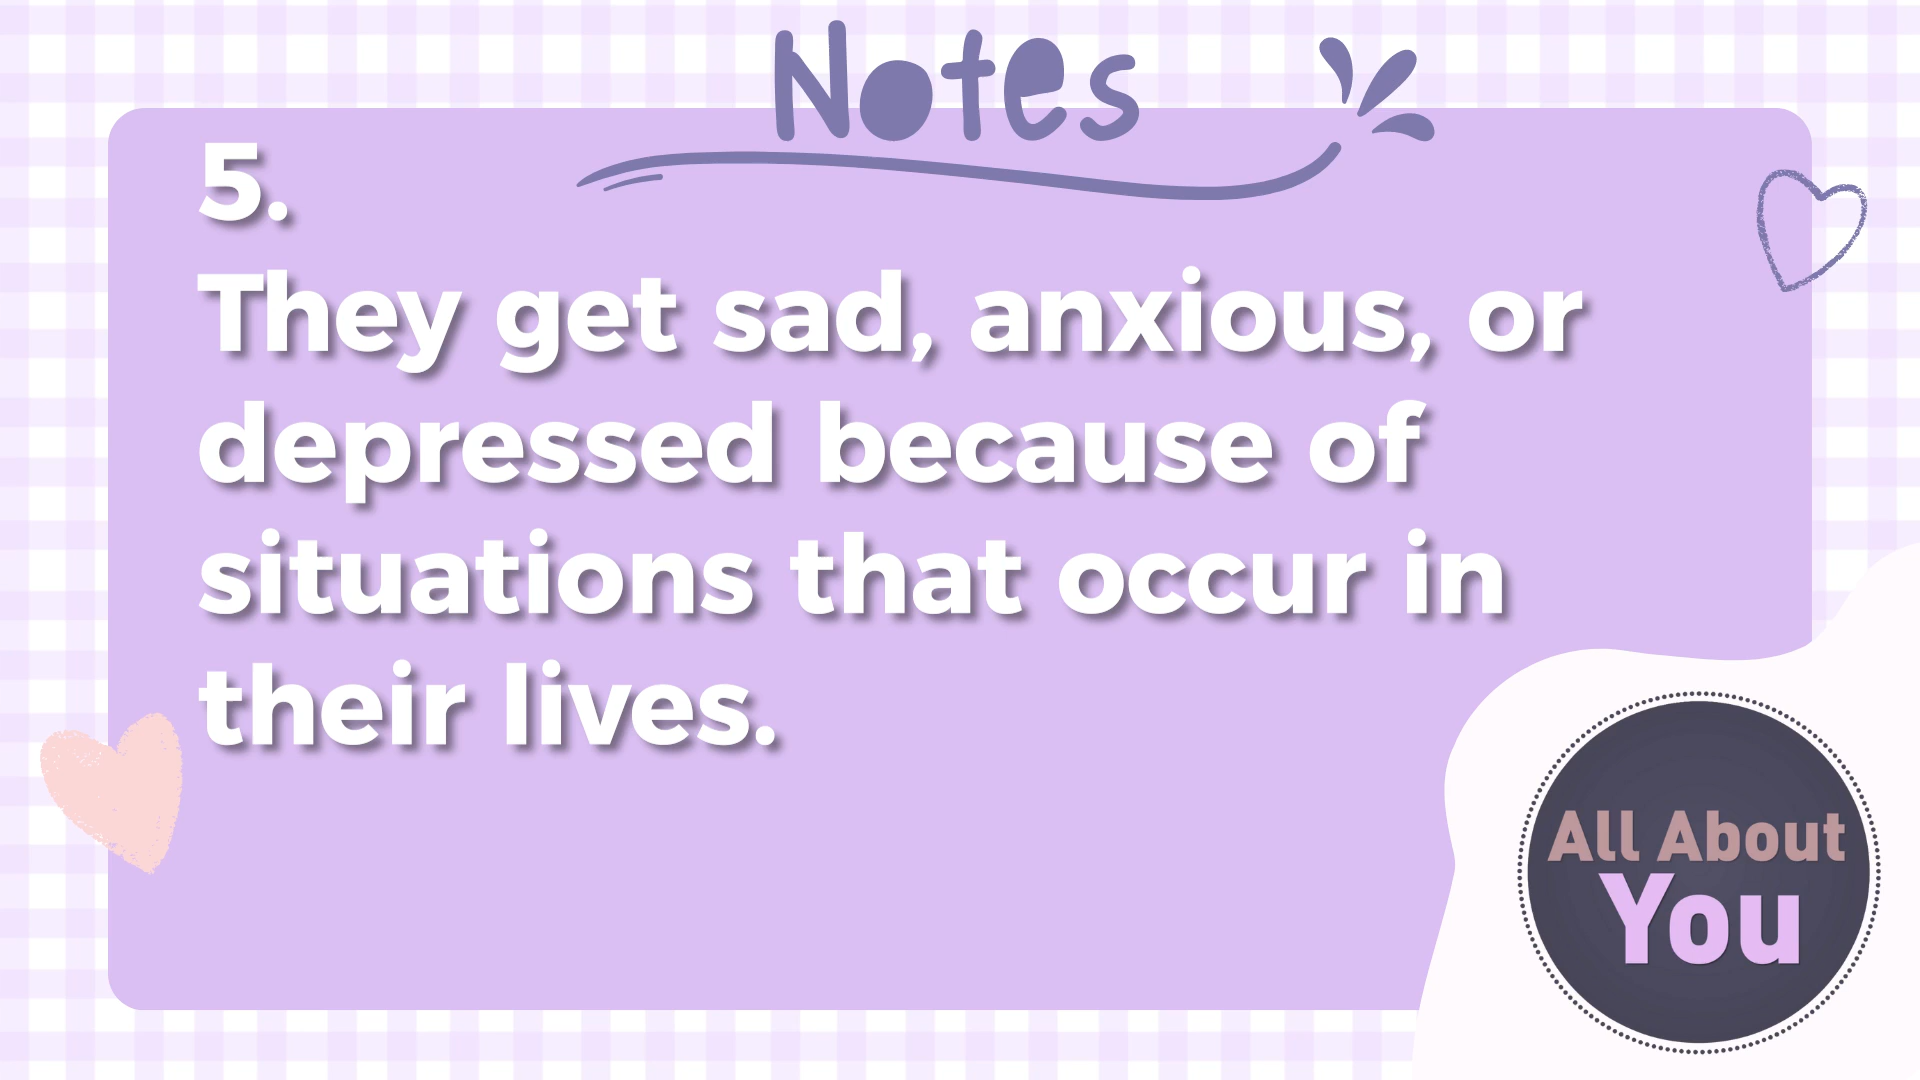 Notes
5.
They get sad, anxious, or
depressed because of
situations that occur in
their lives.
All About
You